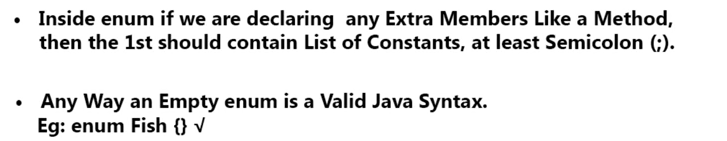 • Inside enum if we are declaring any Extra Members Like a Method,
then the 1st should contain List of Constants, at least Semicolon (;).
• Any Way an Empty enum is a Valid Java Syntax.
Eg: enum Fish {} √